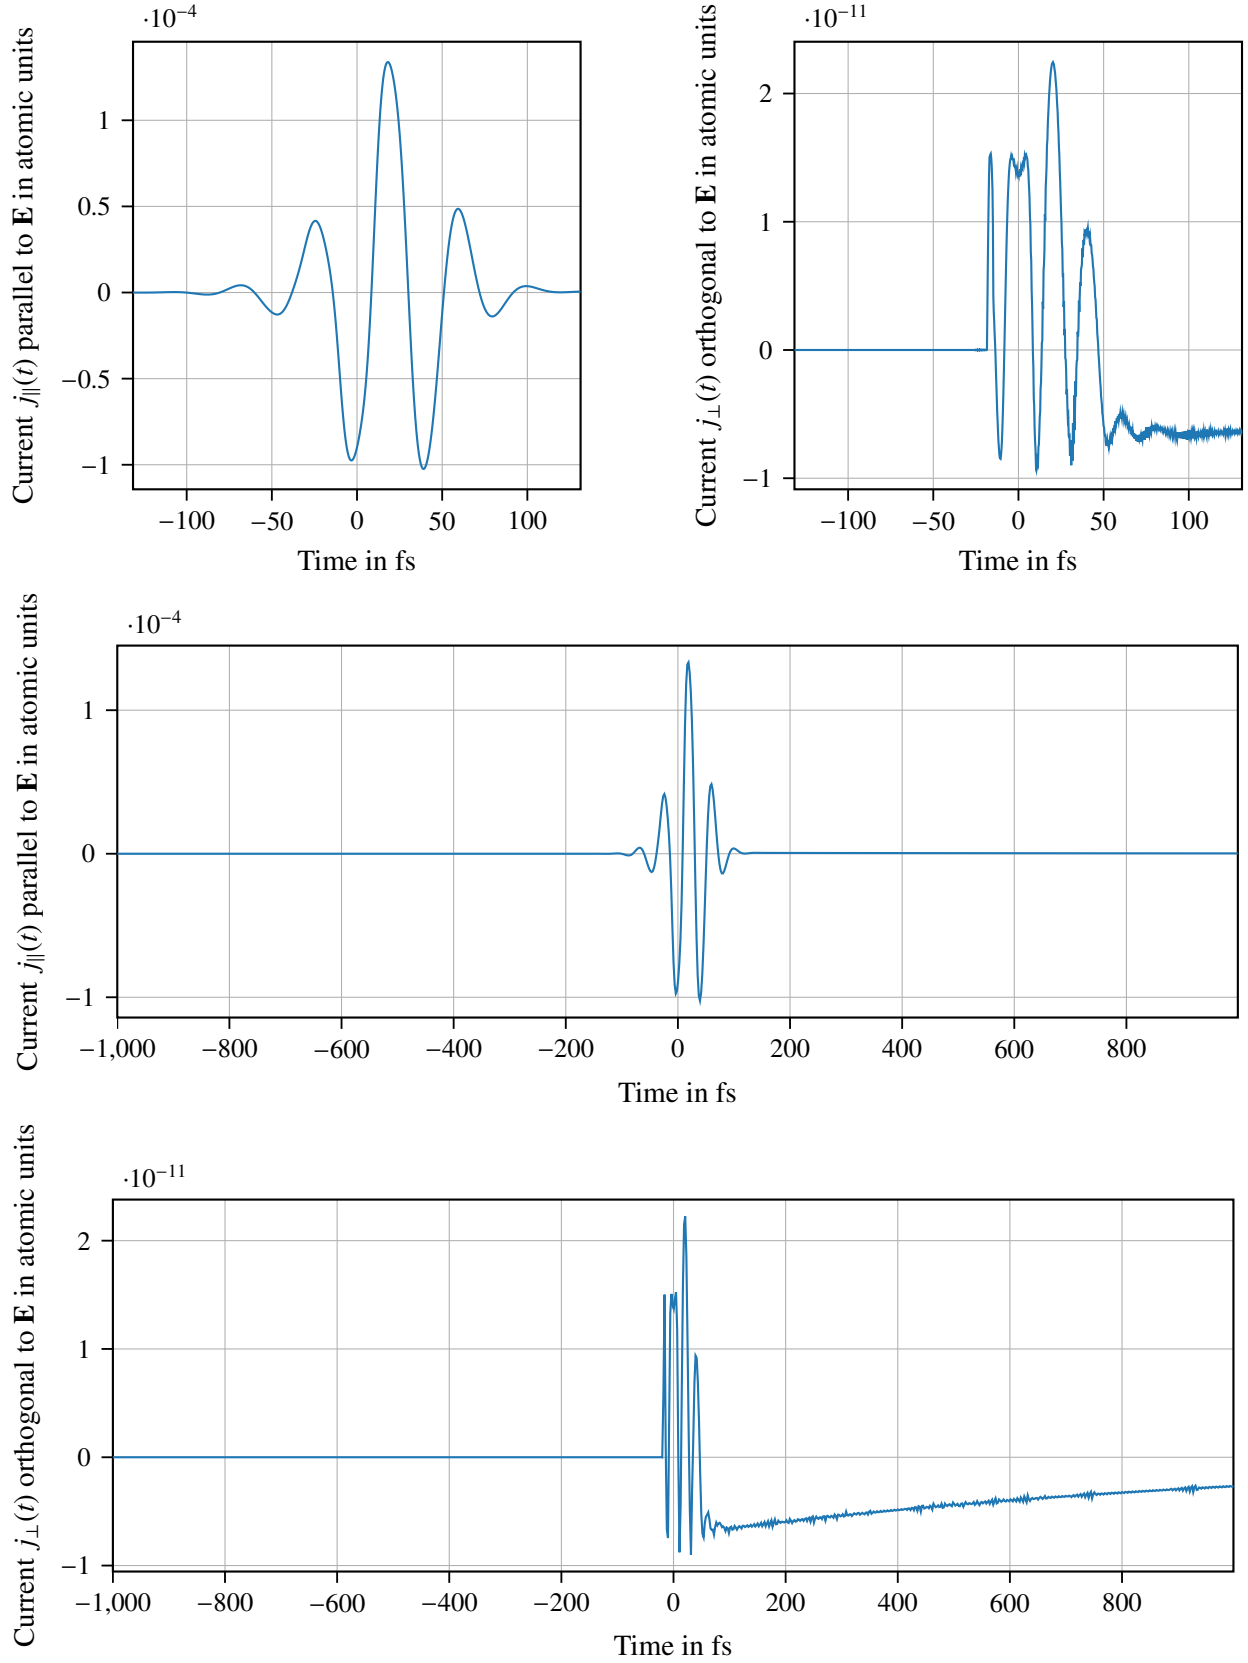 ·10−4
Current j∥(t) parallel to E in atomic units
1
0.5
0
−0.5
−1
−100 −50 0 50 100
Time in fs
·10−11
Current j⊥(t) orthogonal to E in atomic units
2
1
0
−1
−100 −50 0 50 100
Time in fs
·10−4
Current j∥(t) parallel to E in atomic units
1
0
−1
−1,000 −800 −600 −400 −200 0 200 400 600 800
Time in fs
·10−11
Current j⊥(t) orthogonal to E in atomic units
2
1
0
−1
−1,000 −800 −600 −400 −200 0 200 400 600 800
Time in fs